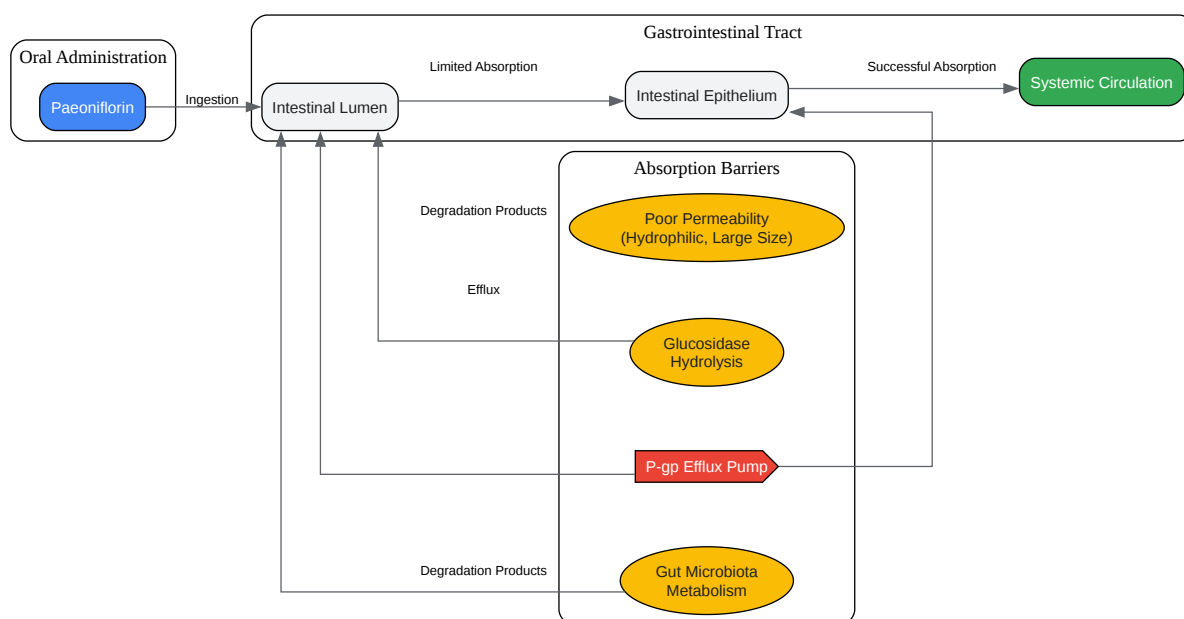 Gastrointestinal Tract
Oral Administration
Limited Absorption
Successful Absorption
Systemic Circulation
Paeoniflorin
Ingestion
Intestinal Lumen
Intestinal Epithelium
Absorption Barriers
Degradation Products
Poor Permeability
(Hydrophilic, Large Size)
Efflux
Glucosidase
Hydrolysis
P-gp Efflux Pump
Degradation Products
Gut Microbiota
Metabolism